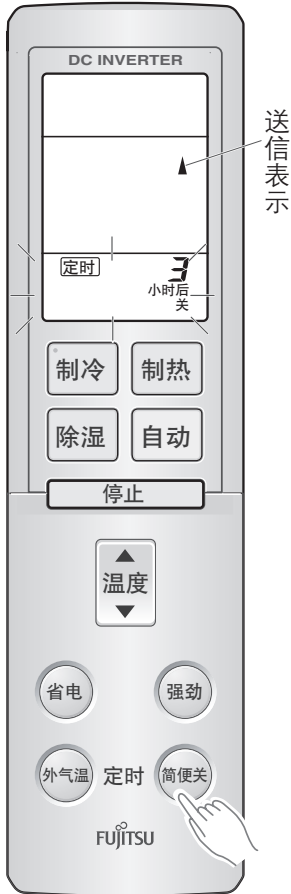 DC INVERTER
送信表示
定时 3
小时后
关
制冷 制热
除湿 自动
停止
温度
省电 强劲
外气温 定时 简便关
FUJITSU